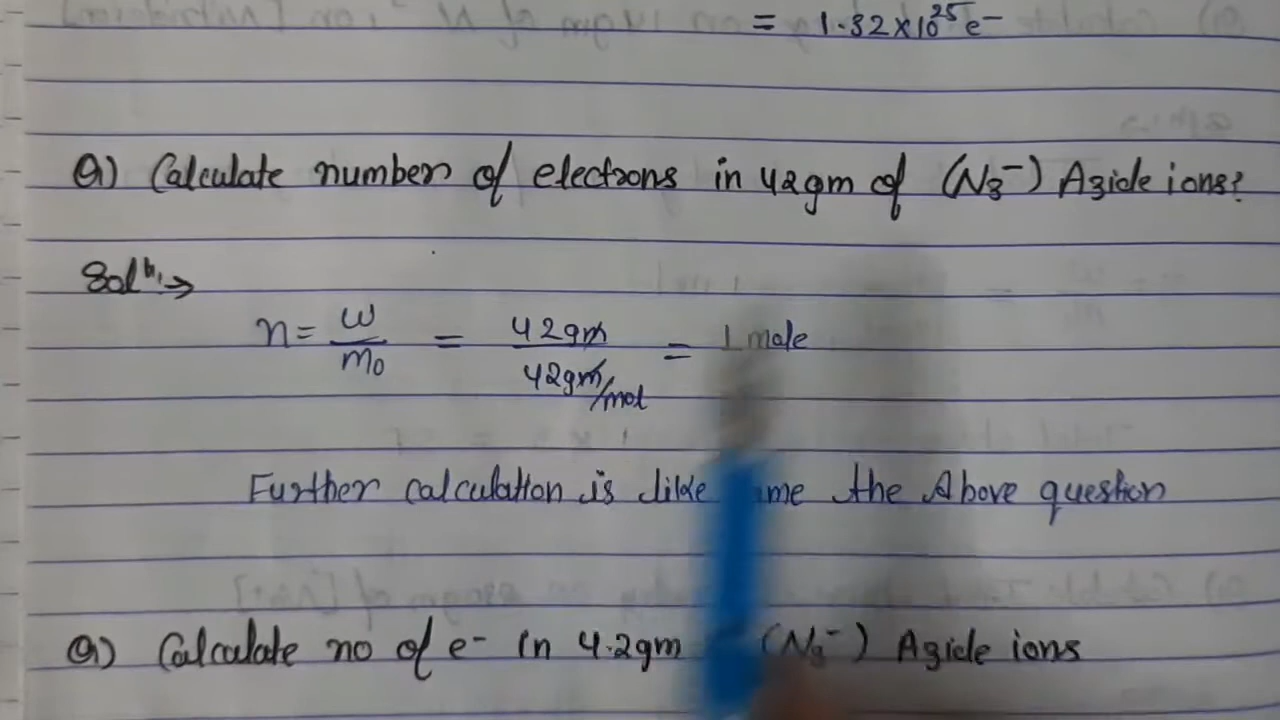 = 1.32×10²⁵e⁻
Q) Calculate number of electrons in 42gm of (N₃⁻) Azide ions?
Solⁿ,→
n = w/m₀ = 42gm / 42gm/mol = 1 mole
Further calculation is like me the Above question
Q) Calculate no of e⁻ in 4.2gm (N₃⁻) Azide ions